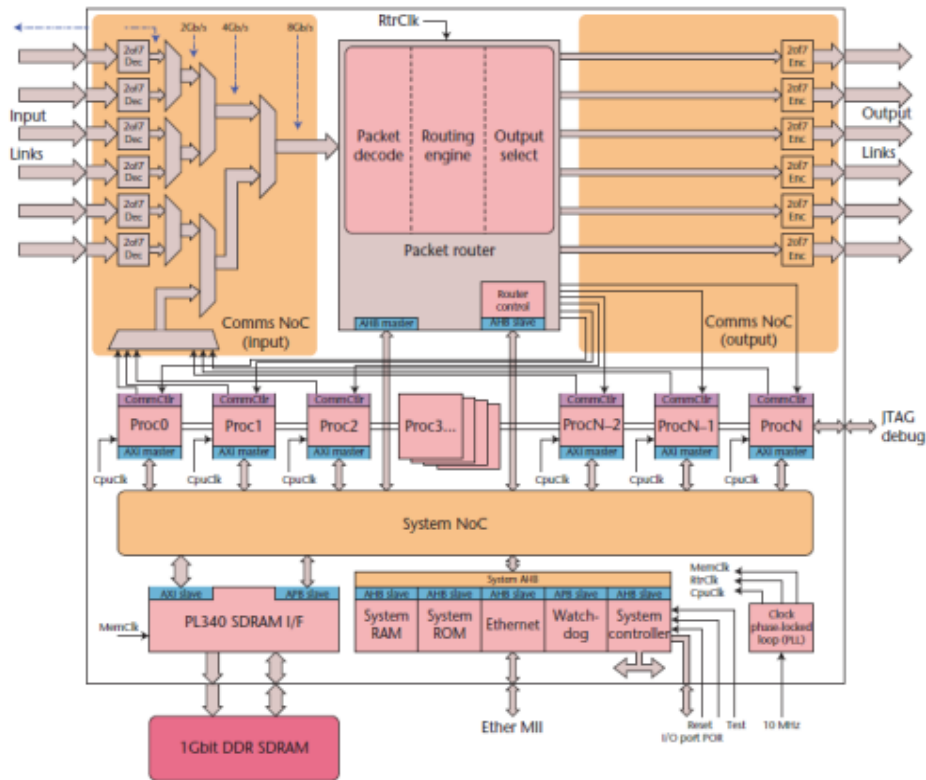 RtrClk
2Gb/s
4Gb/s
8Gb/s
2of7
Dec
2of7
Dec
2of7
Dec
2of7
Dec
2of7
Dec
2of7
Dec
Input
Links
Packet
decode
Routing
engine
Output
select
Packet router
Router
control
AHB master
AHB slave
2of7
Enc
2of7
Enc
2of7
Enc
2of7
Enc
2of7
Enc
2of7
Enc
Output
Links
Comms NoC
(input)
Comms NoC
(output)
CommCtlr
Proc0
AXI master
CpuClk
CommCtlr
Proc1
AXI master
CpuClk
CommCtlr
Proc2
AXI master
CpuClk
Proc3...
CommCtlr
ProcN–2
AXI master
CpuClk
CommCtlr
ProcN–1
AXI master
CpuClk
CommCtlr
ProcN
AXI master
CpuClk
JTAG
debug
System NoC
AXI slave
APB slave
PL340 SDRAM I/F
MemClk
System AHB
AHB slave
AHB slave
AHB slave
APB slave
AHB slave
System
RAM
System
ROM
Ethernet
Watch-
dog
System
controller
MemClk
RtrClk
CpuClk
Clock
phase-locked
loop (PLL)
1Gbit DDR SDRAM
Ether MII
Reset
Test
I/O port POR
10 MHz